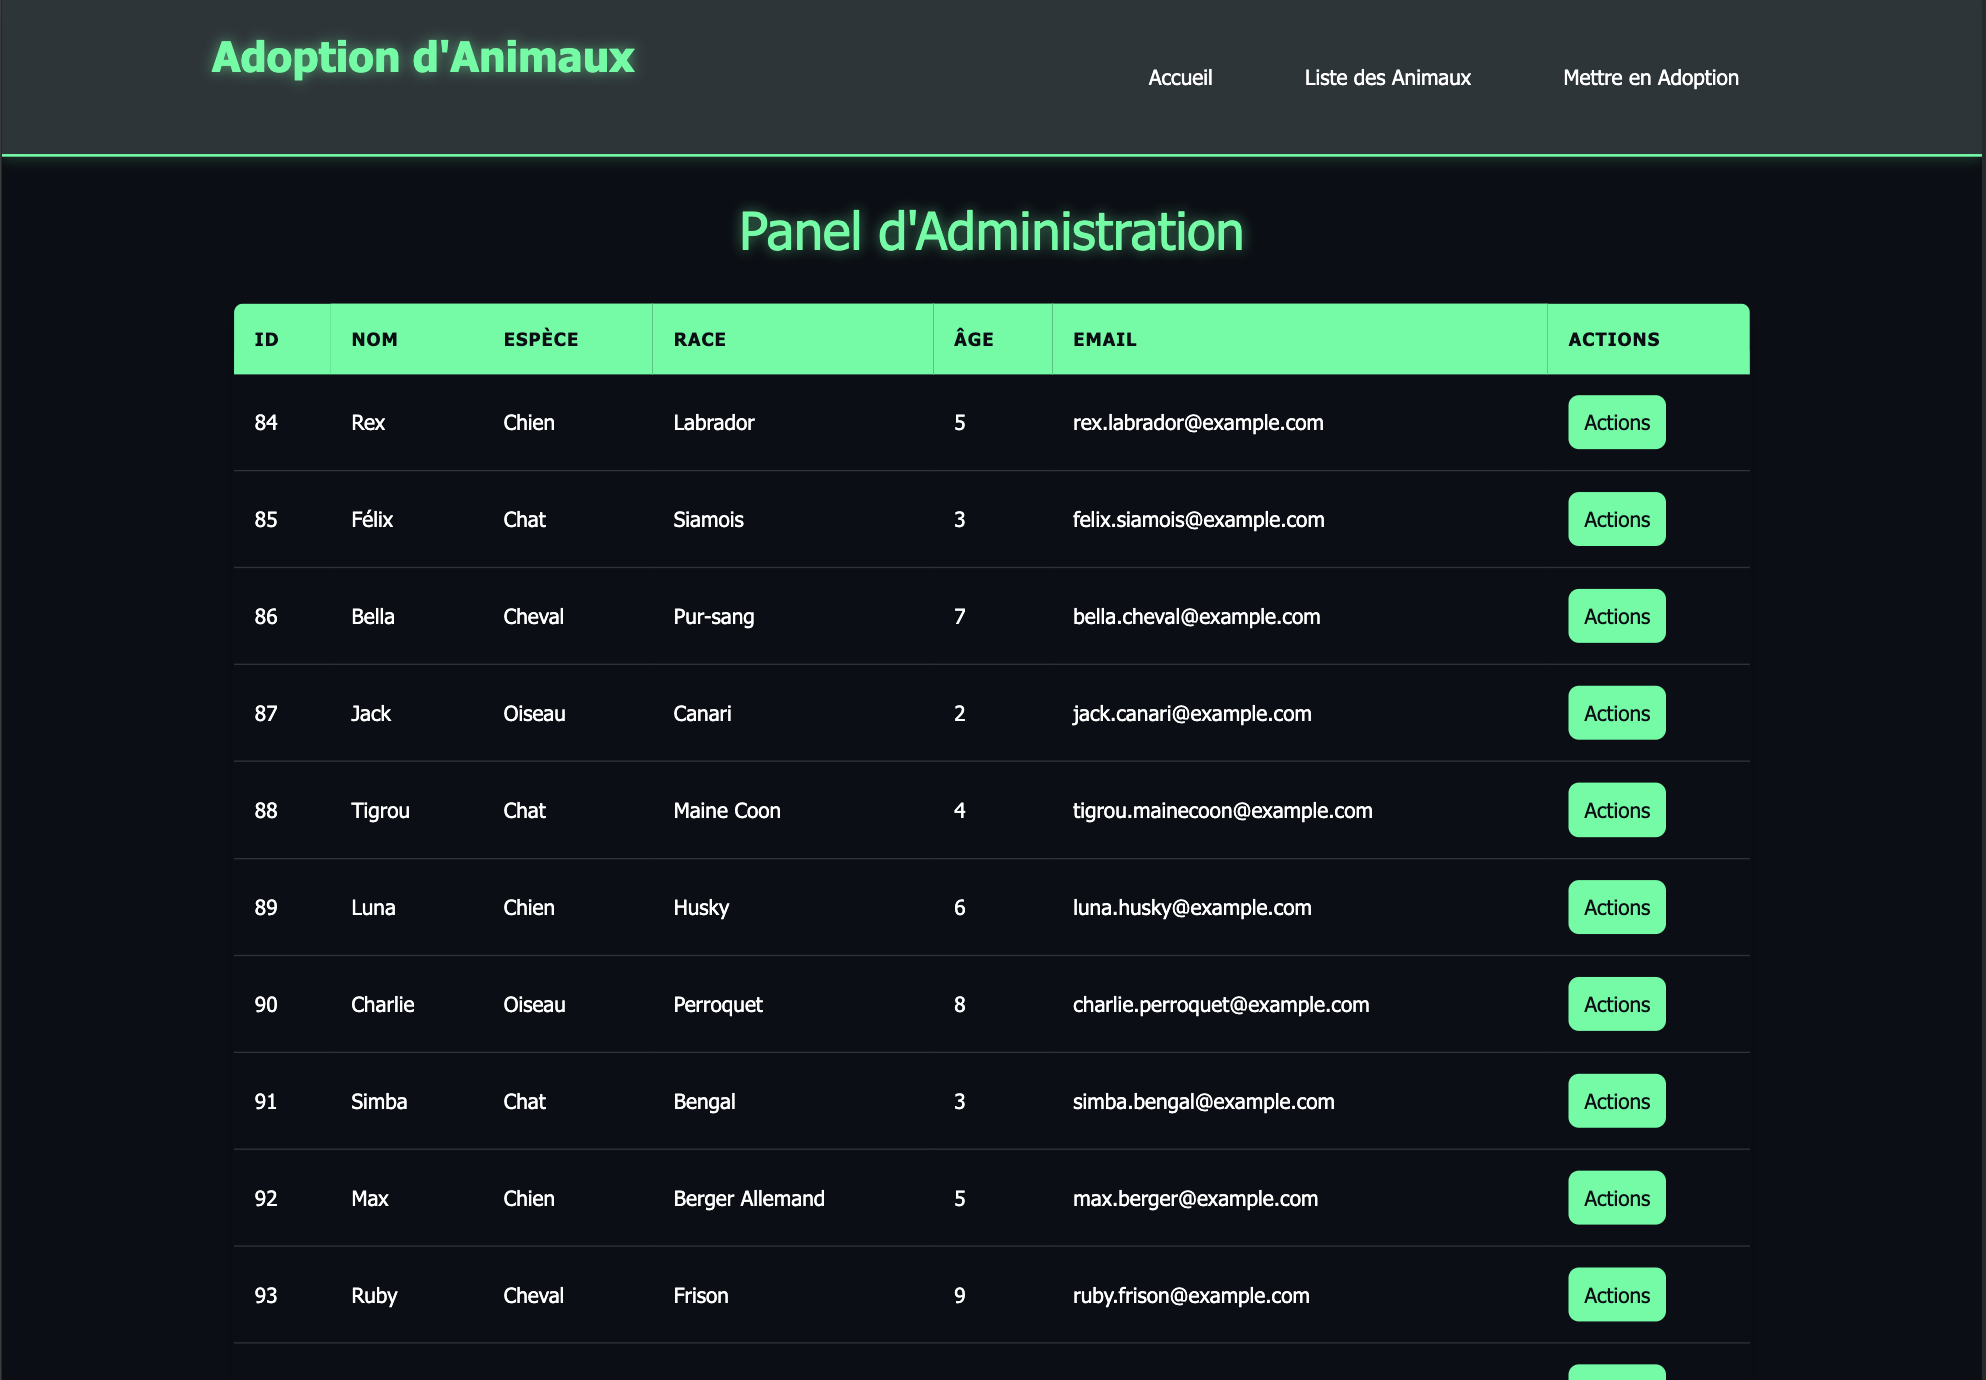 Adoption d'Animaux
Accueil Liste des Animaux Mettre en Adoption
Panel d'Administration
ID NOM ESPÈCE RACE ÂGE EMAIL ACTIONS
84 Rex Chien Labrador 5 rex.labrador@example.com Actions
85 Félix Chat Siamois 3 felix.siamois@example.com Actions
86 Bella Cheval Pur-sang 7 bella.cheval@example.com Actions
87 Jack Oiseau Canari 2 jack.canari@example.com Actions
88 Tigrou Chat Maine Coon 4 tigrou.mainecoon@example.com Actions
89 Luna Chien Husky 6 luna.husky@example.com Actions
90 Charlie Oiseau Perroquet 8 charlie.perroquet@example.com Actions
91 Simba Chat Bengal 3 simba.bengal@example.com Actions
92 Max Chien Berger Allemand 5 max.berger@example.com Actions
93 Ruby Cheval Frison 9 ruby.frison@example.com Actions